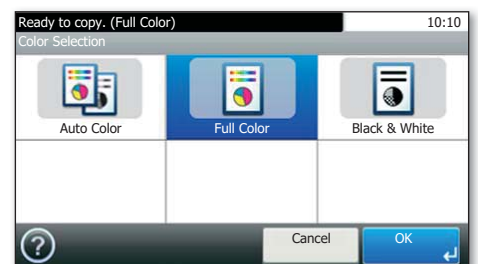 Ready to copy. (Full Color) 10:10
Color Selection
Auto Color Full Color Black & White
? Cancel OK